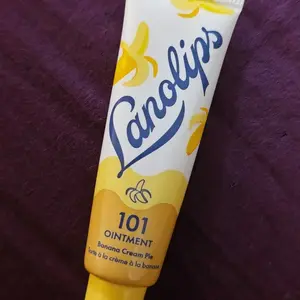 Lanolips
101
OINTMENT
Banana Cream Pie
Tarte à la crème à la banane